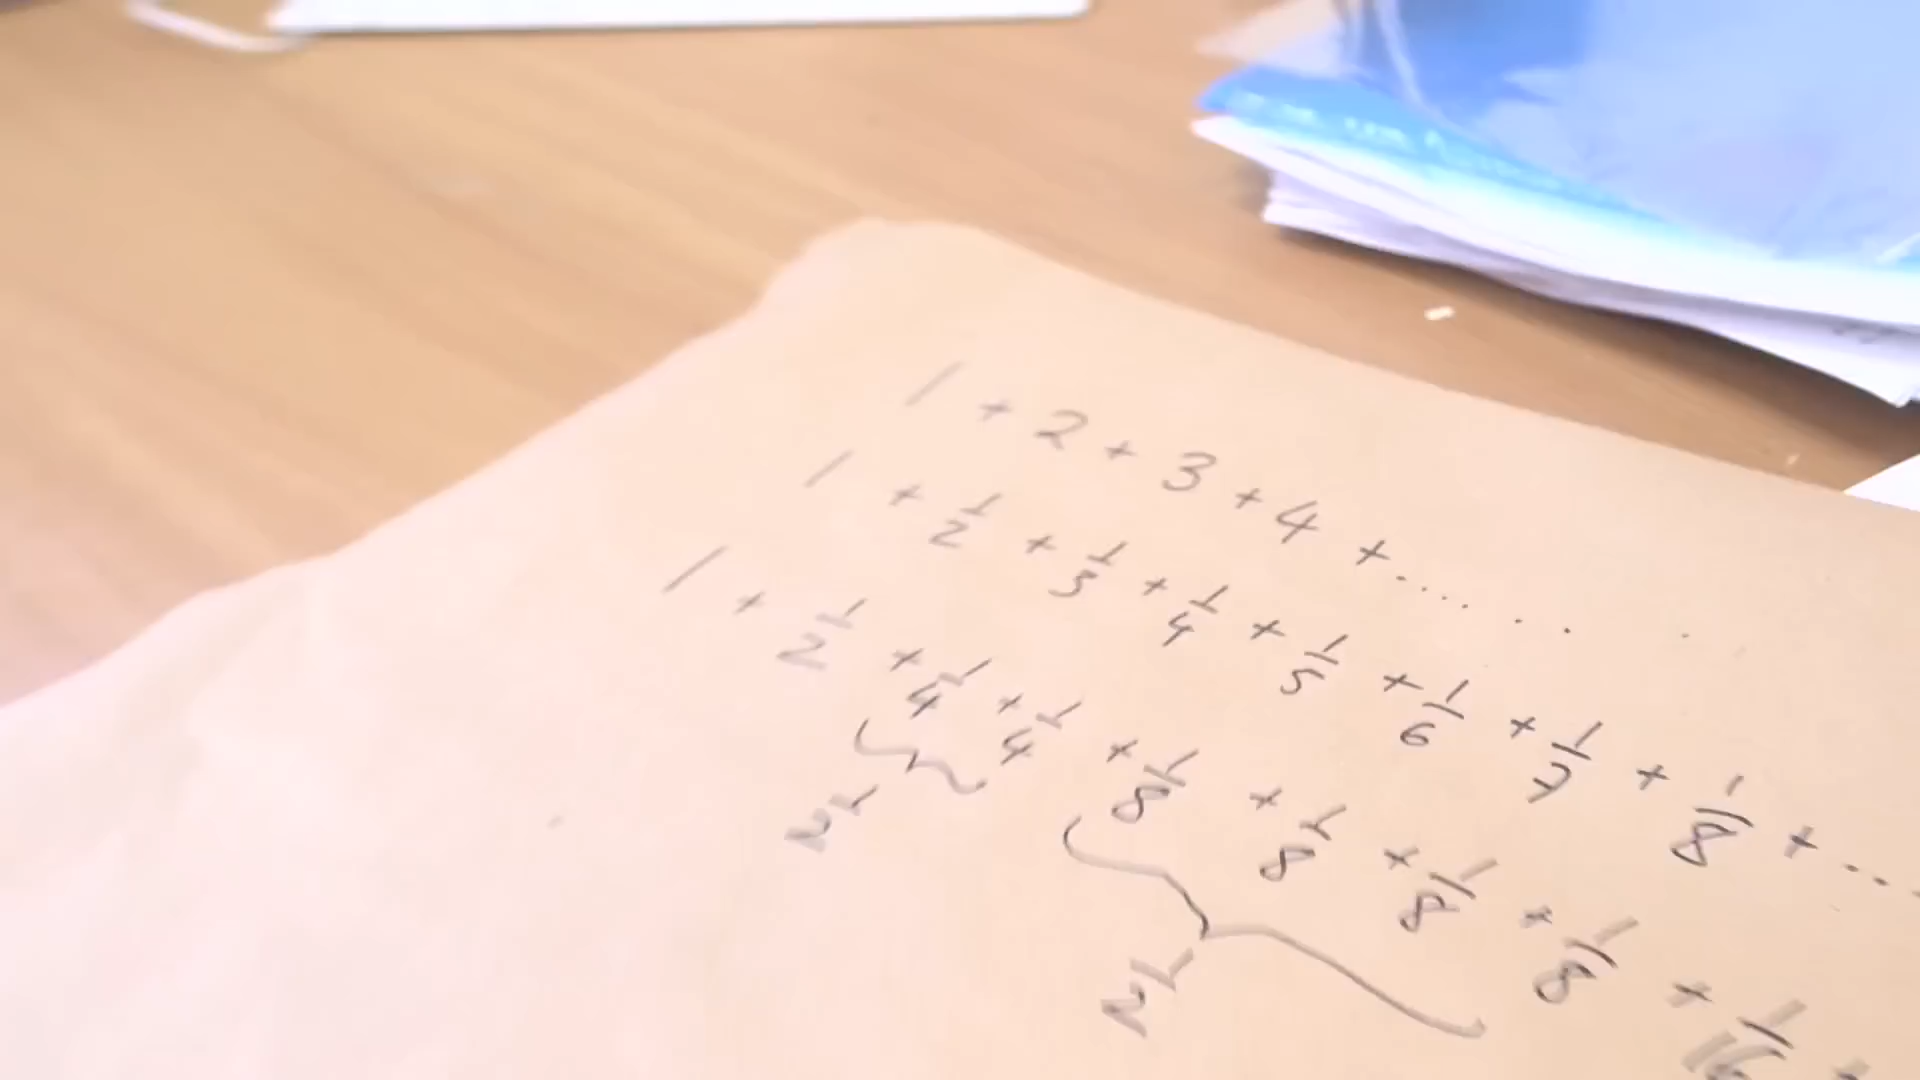 1 + 2 + 3 + 4 + ..... . .
1 + 1/2 + 1/3 + 1/4 + 1/5 + 1/6 + 1/7 + 1/8 + ....
1 + 1/2 + 1/4 + 1/4 + 1/8 + 1/8 + 1/8 + 1/8 + 1/16 +
1/2 1/2